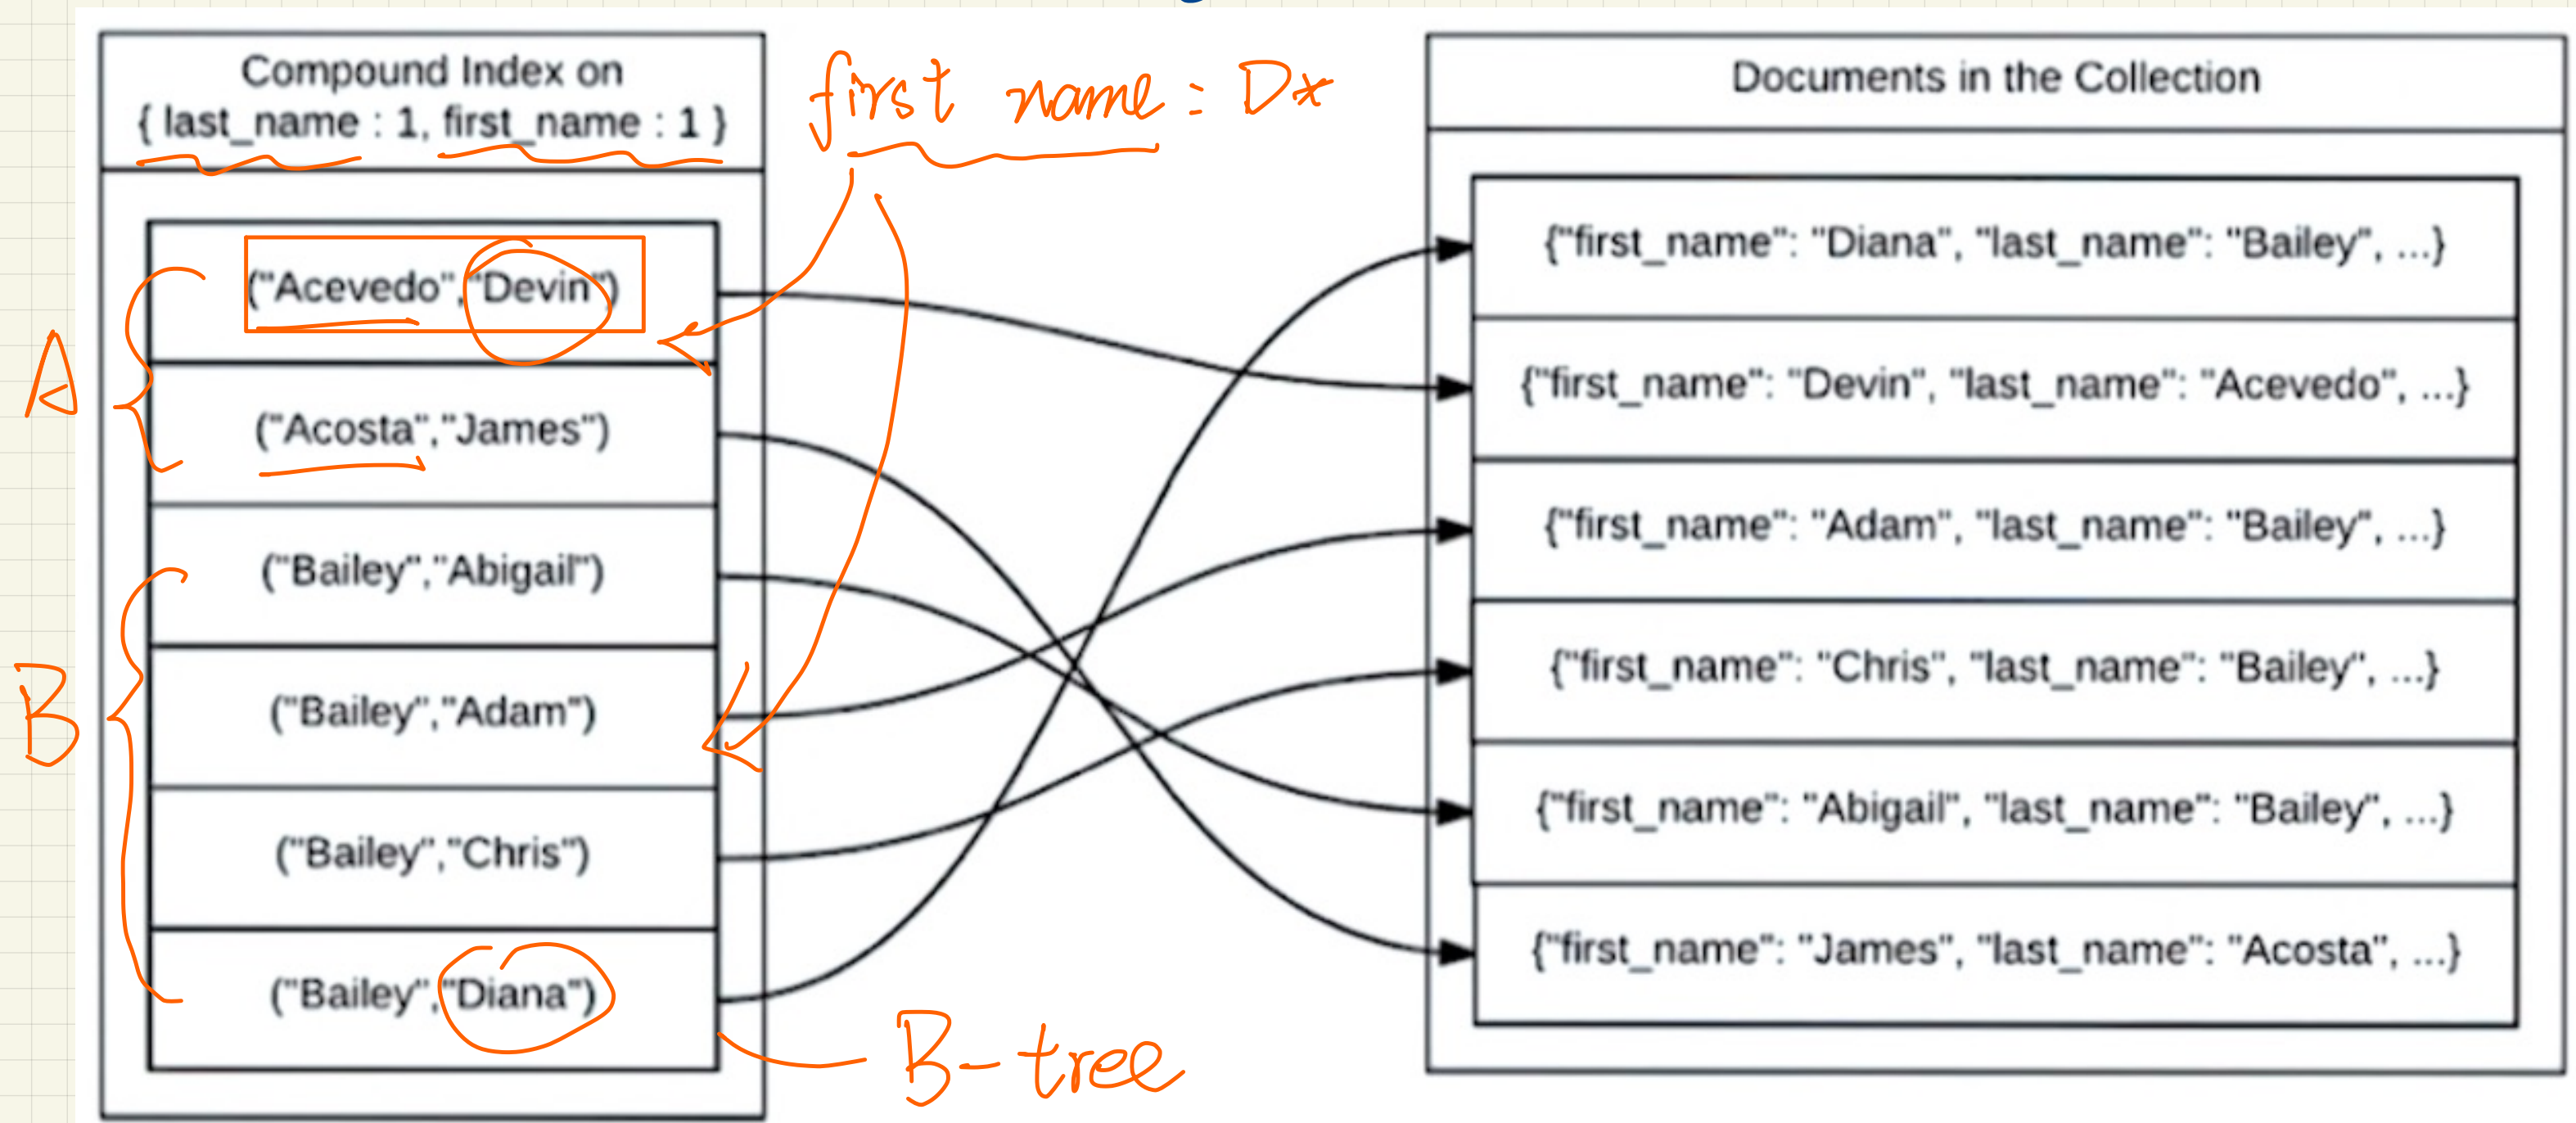 Compound Index on
{ last_name : 1, first_name : 1 }
first name : D*
Documents in the Collection
A
("Acevedo","Devin")
("Acosta","James")
B
("Bailey","Abigail")
("Bailey","Adam")
("Bailey","Chris")
("Bailey","Diana")
B-tree
{"first_name": "Diana", "last_name": "Bailey", ...}
{"first_name": "Devin", "last_name": "Acevedo", ...}
{"first_name": "Adam", "last_name": "Bailey", ...}
{"first_name": "Chris", "last_name": "Bailey", ...}
{"first_name": "Abigail", "last_name": "Bailey", ...}
{"first_name": "James", "last_name": "Acosta", ...}